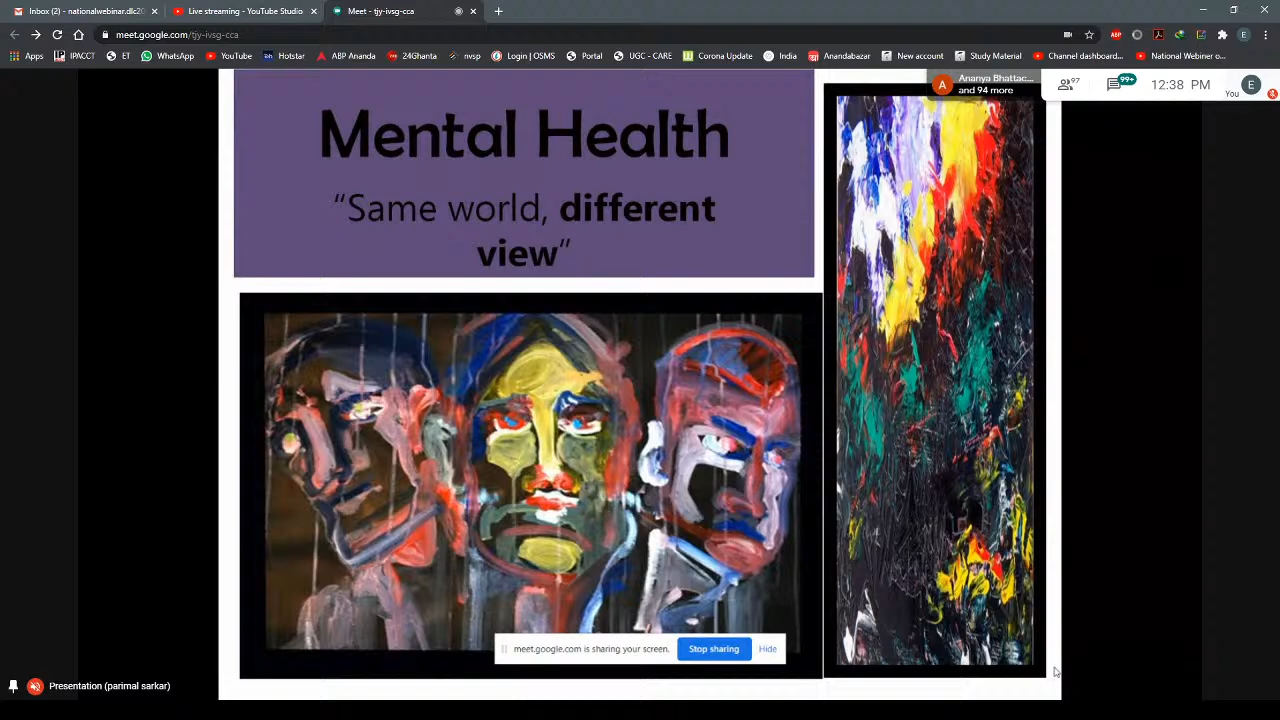 Inbox (2) - nationalwebinar.dlc20
Live streaming - YouTube Studio
Meet - tjy-ivsg-cca
meet.google.com/tjy-ivsg-cca
Apps
IPACCT
ET
WhatsApp
YouTube
Hotstar
ABP Ananda
24Ghanta
nvsp
Login | OSMS
Portal
UGC - CARE
Corona Update
India
Anandabazar
New account
Study Material
Channel dashboard...
National Webinar o...
A
Ananya Bhattac...
and 94 more
97
99+
12:38 PM
You
E
Mental Health
“Same world, different
view”
meet.google.com is sharing your screen.
Stop sharing
Hide
Presentation (parimal sarkar)